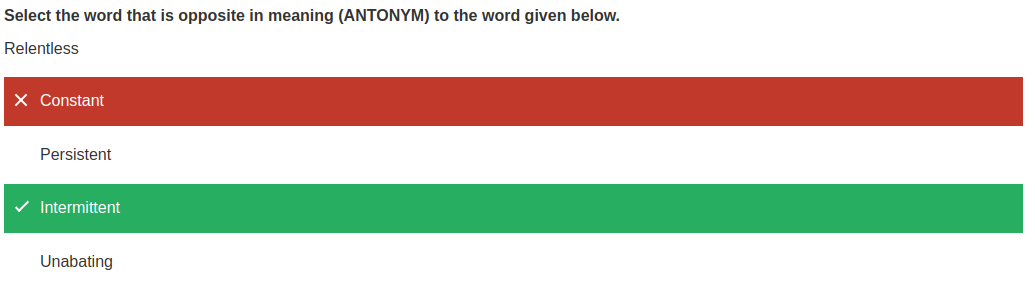 Select the word that is opposite in meaning (ANTONYM) to the word given below.
Relentless
Constant
Persistent
Intermittent
Unabating